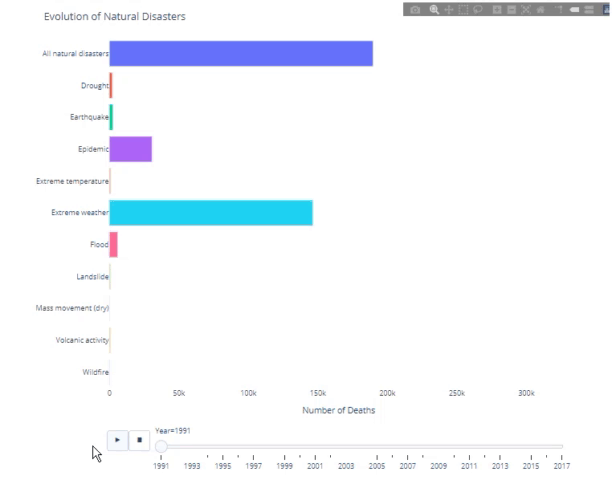 Evolution of Natural Disasters
All natural disasters
Drought
Earthquake
Epidemic
Extreme temperature
Extreme weather
Flood
Landslide
Mass movement (dry)
Volcanic activity
Wildfire
0 50k 100k 150k 200k 250k 300k
Number of Deaths
Year=1991
1991 1993 1995 1997 1999 2001 2003 2005 2007 2009 2011 2013 2015 2017